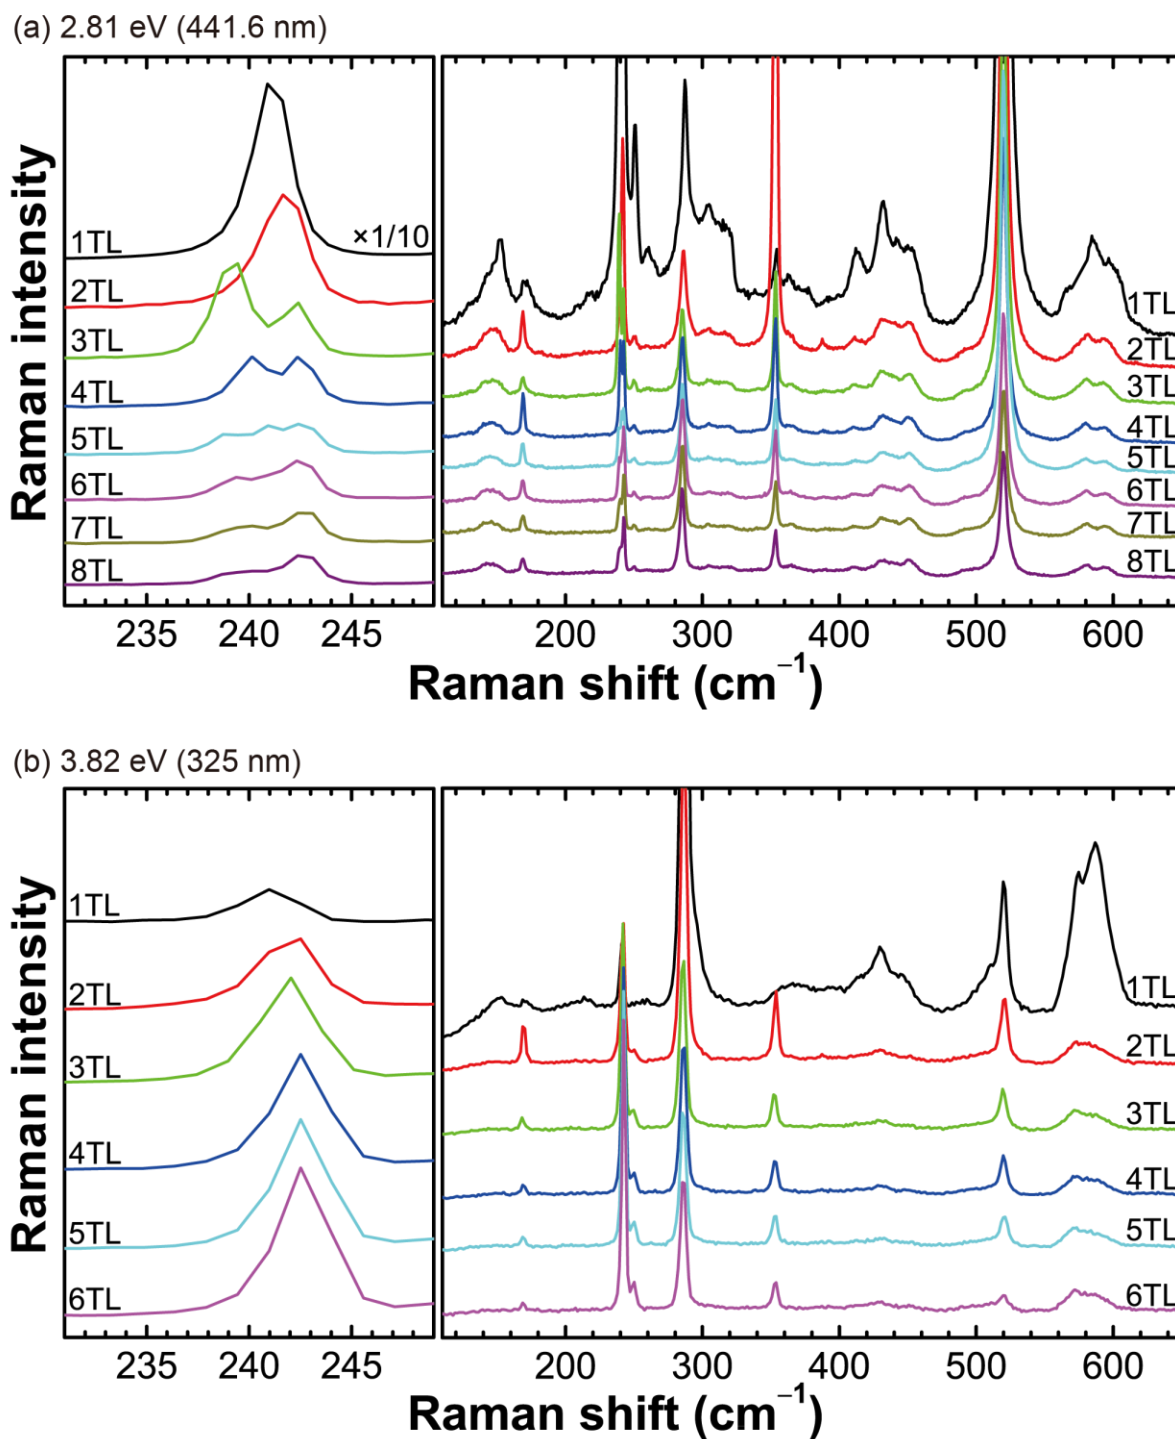 (a) 2.81 eV (441.6 nm)
Raman intensity
1TL
×1/10
2TL
3TL
4TL
5TL
6TL
7TL
8TL
1TL
2TL
3TL
4TL
5TL
6TL
7TL
8TL
235 240 245 200 300 400 500 600
Raman shift (cm⁻¹)
(b) 3.82 eV (325 nm)
Raman intensity
1TL
2TL
3TL
4TL
5TL
6TL
1TL
2TL
3TL
4TL
5TL
6TL
235 240 245 200 300 400 500 600
Raman shift (cm⁻¹)